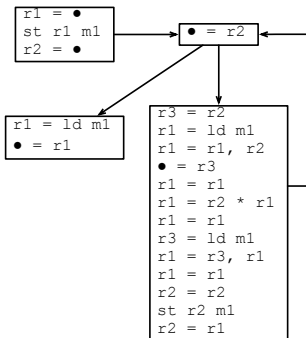 r1 = ●
st r1 m1
r2 = ●
● = r2
r1 = ld m1
● = r1
r3 = r2
r1 = ld m1
r1 = r1, r2
● = r3
r1 = r1
r1 = r2 * r1
r1 = r1
r3 = ld m1
r1 = r3, r1
r1 = r1
r2 = r2
st r2 m1
r2 = r1